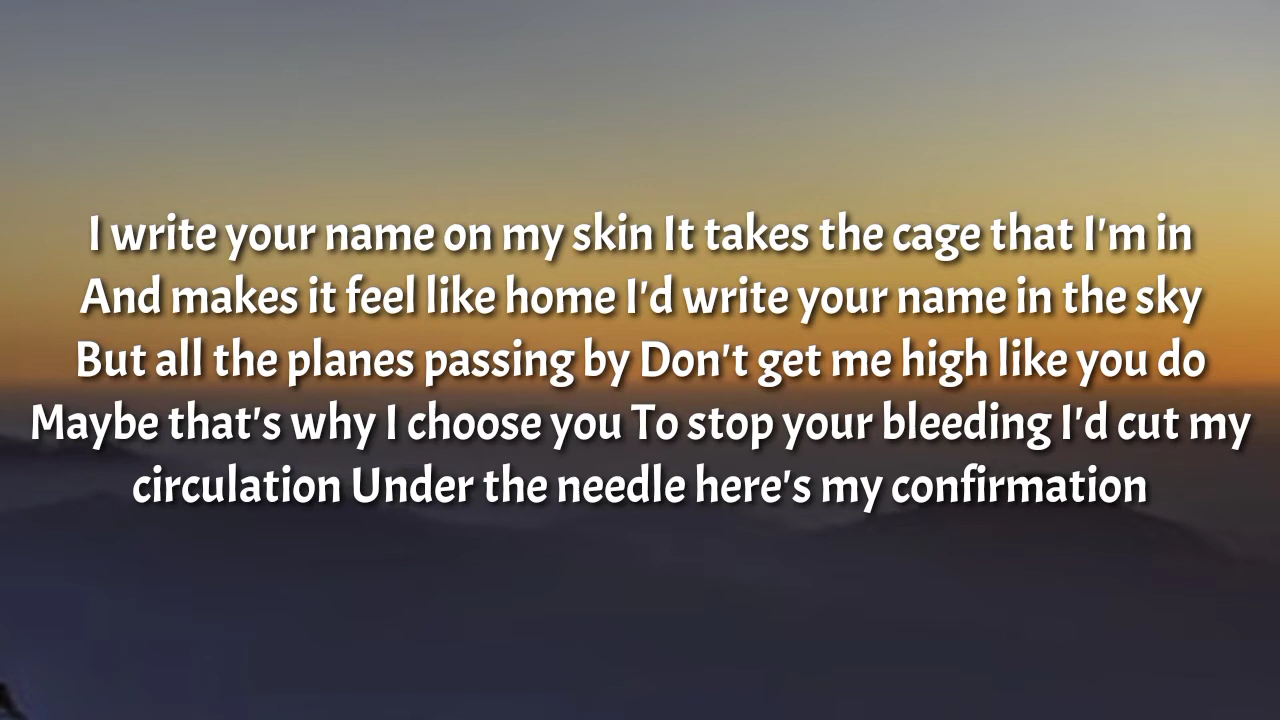 I write your name on my skin It takes the cage that I'm in
And makes it feel like home I'd write your name in the sky
But all the planes passing by Don't get me high like you do
Maybe that's why I choose you To stop your bleeding I'd cut my
circulation Under the needle here's my confirmation